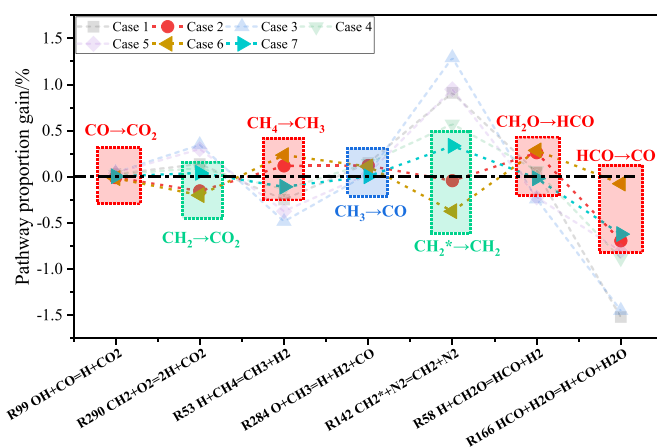 Case 1 Case 2 Case 3 Case 4
Case 5 Case 6 Case 7
Pathway proportion gain/%
1.5
1.0
0.5
0.0
-0.5
-1.0
-1.5
CO→CO2
CH2→CO2
CH4→CH3
CH3→CO
CH2*→CH2
CH2O→HCO
HCO→CO
R99 OH+CO=H+CO2
R290 CH2+O2=2H+CO2
R53 H+CH4=CH3+H2
R284 O+CH3=H+H2+CO
R142 CH2*+N2=CH2+N2
R58 H+CH2O=HCO+H2
R166 HCO+H2O=H+CO+H2O